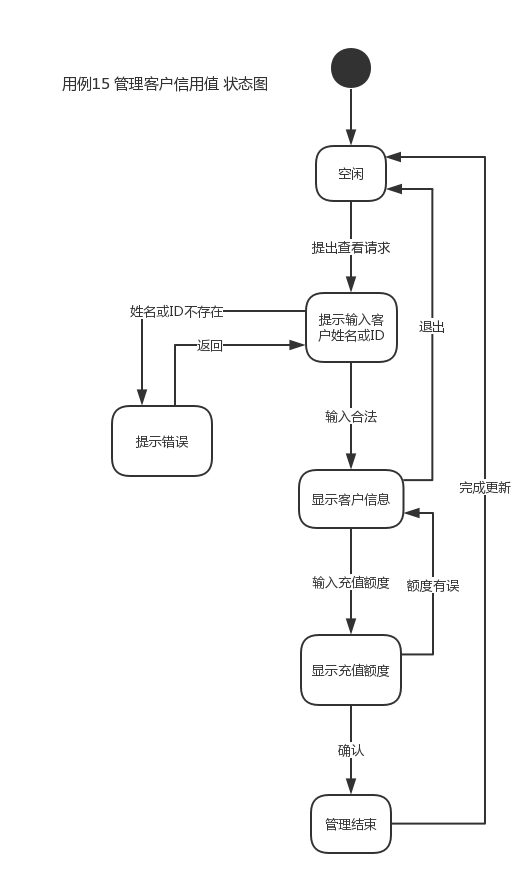 用例15 管理客户信用值 状态图
空闲
提出查看请求
姓名或ID不存在
提示输入客
户姓名或ID
退出
返回
输入合法
提示错误
显示客户信息
完成更新
输入充值额度
额度有误
显示充值额度
确认
管理结束